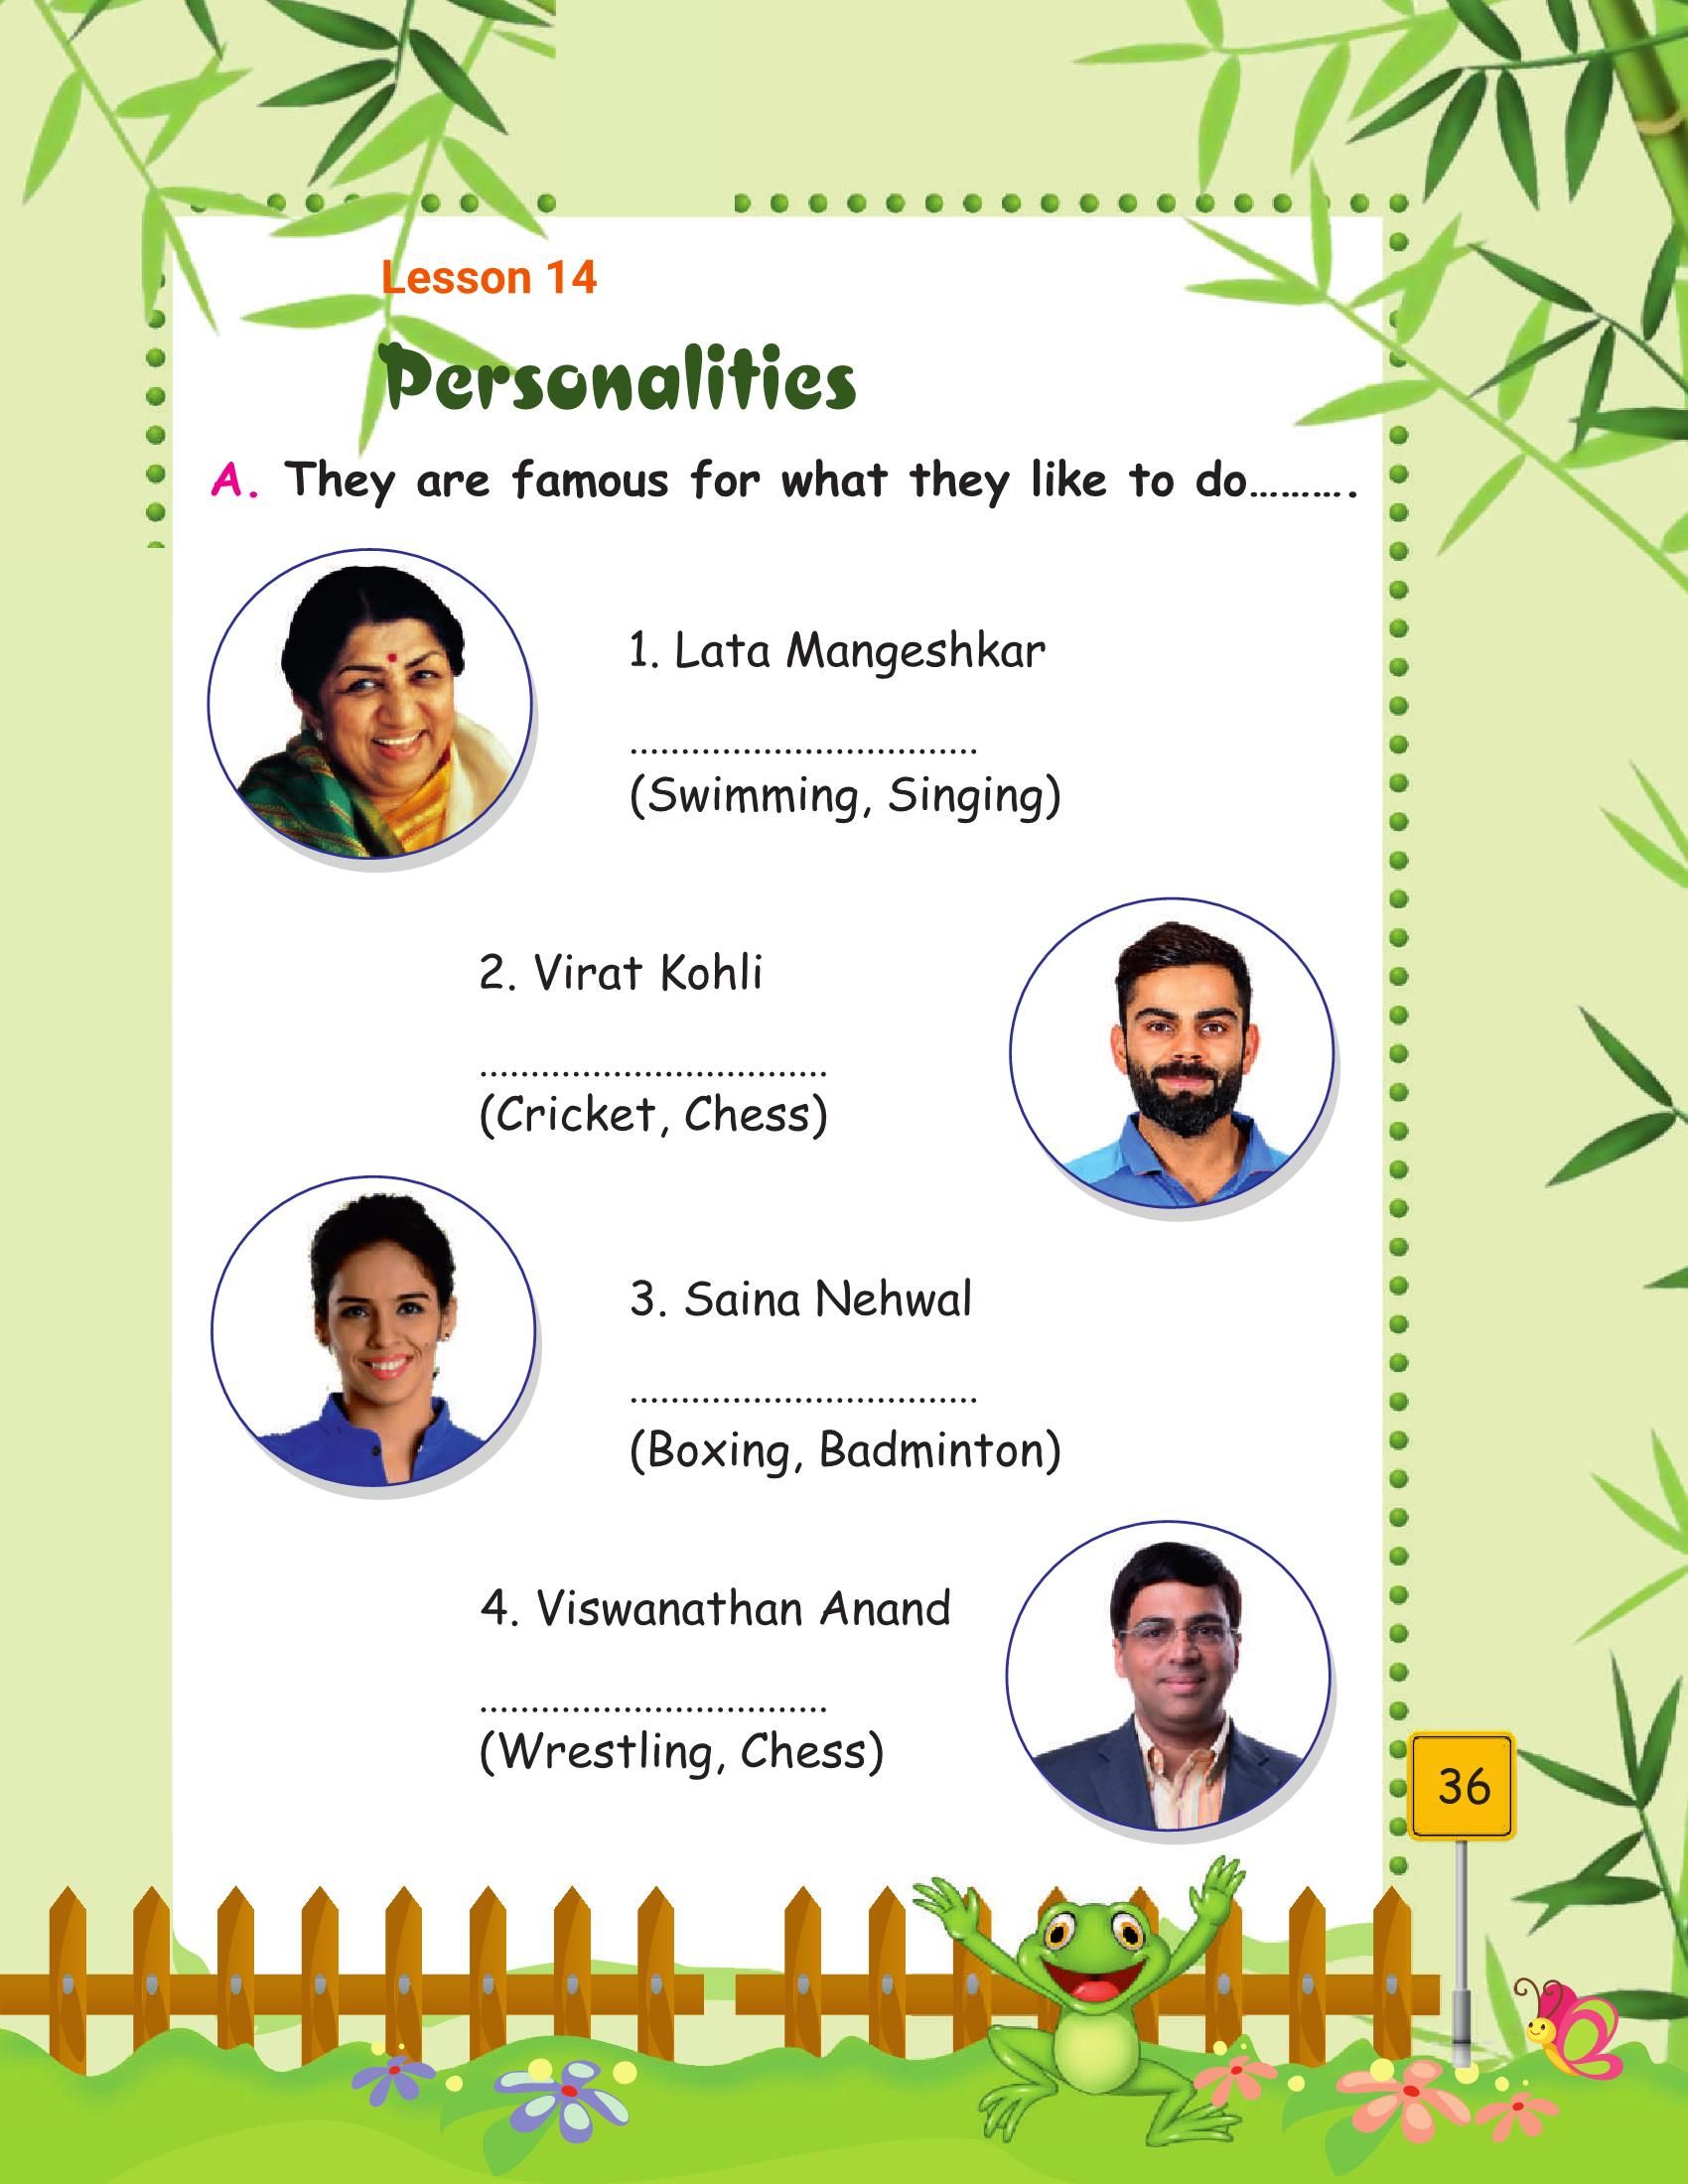 Lesson 14
Personalities
A. They are famous for what they like to do..........
1. Lata Mangeshkar
..................................
(Swimming, Singing)
2. Virat Kohli
..................................
(Cricket, Chess)
3. Saina Nehwal
..................................
(Boxing, Badminton)
4. Viswanathan Anand
..................................
(Wrestling, Chess)
36